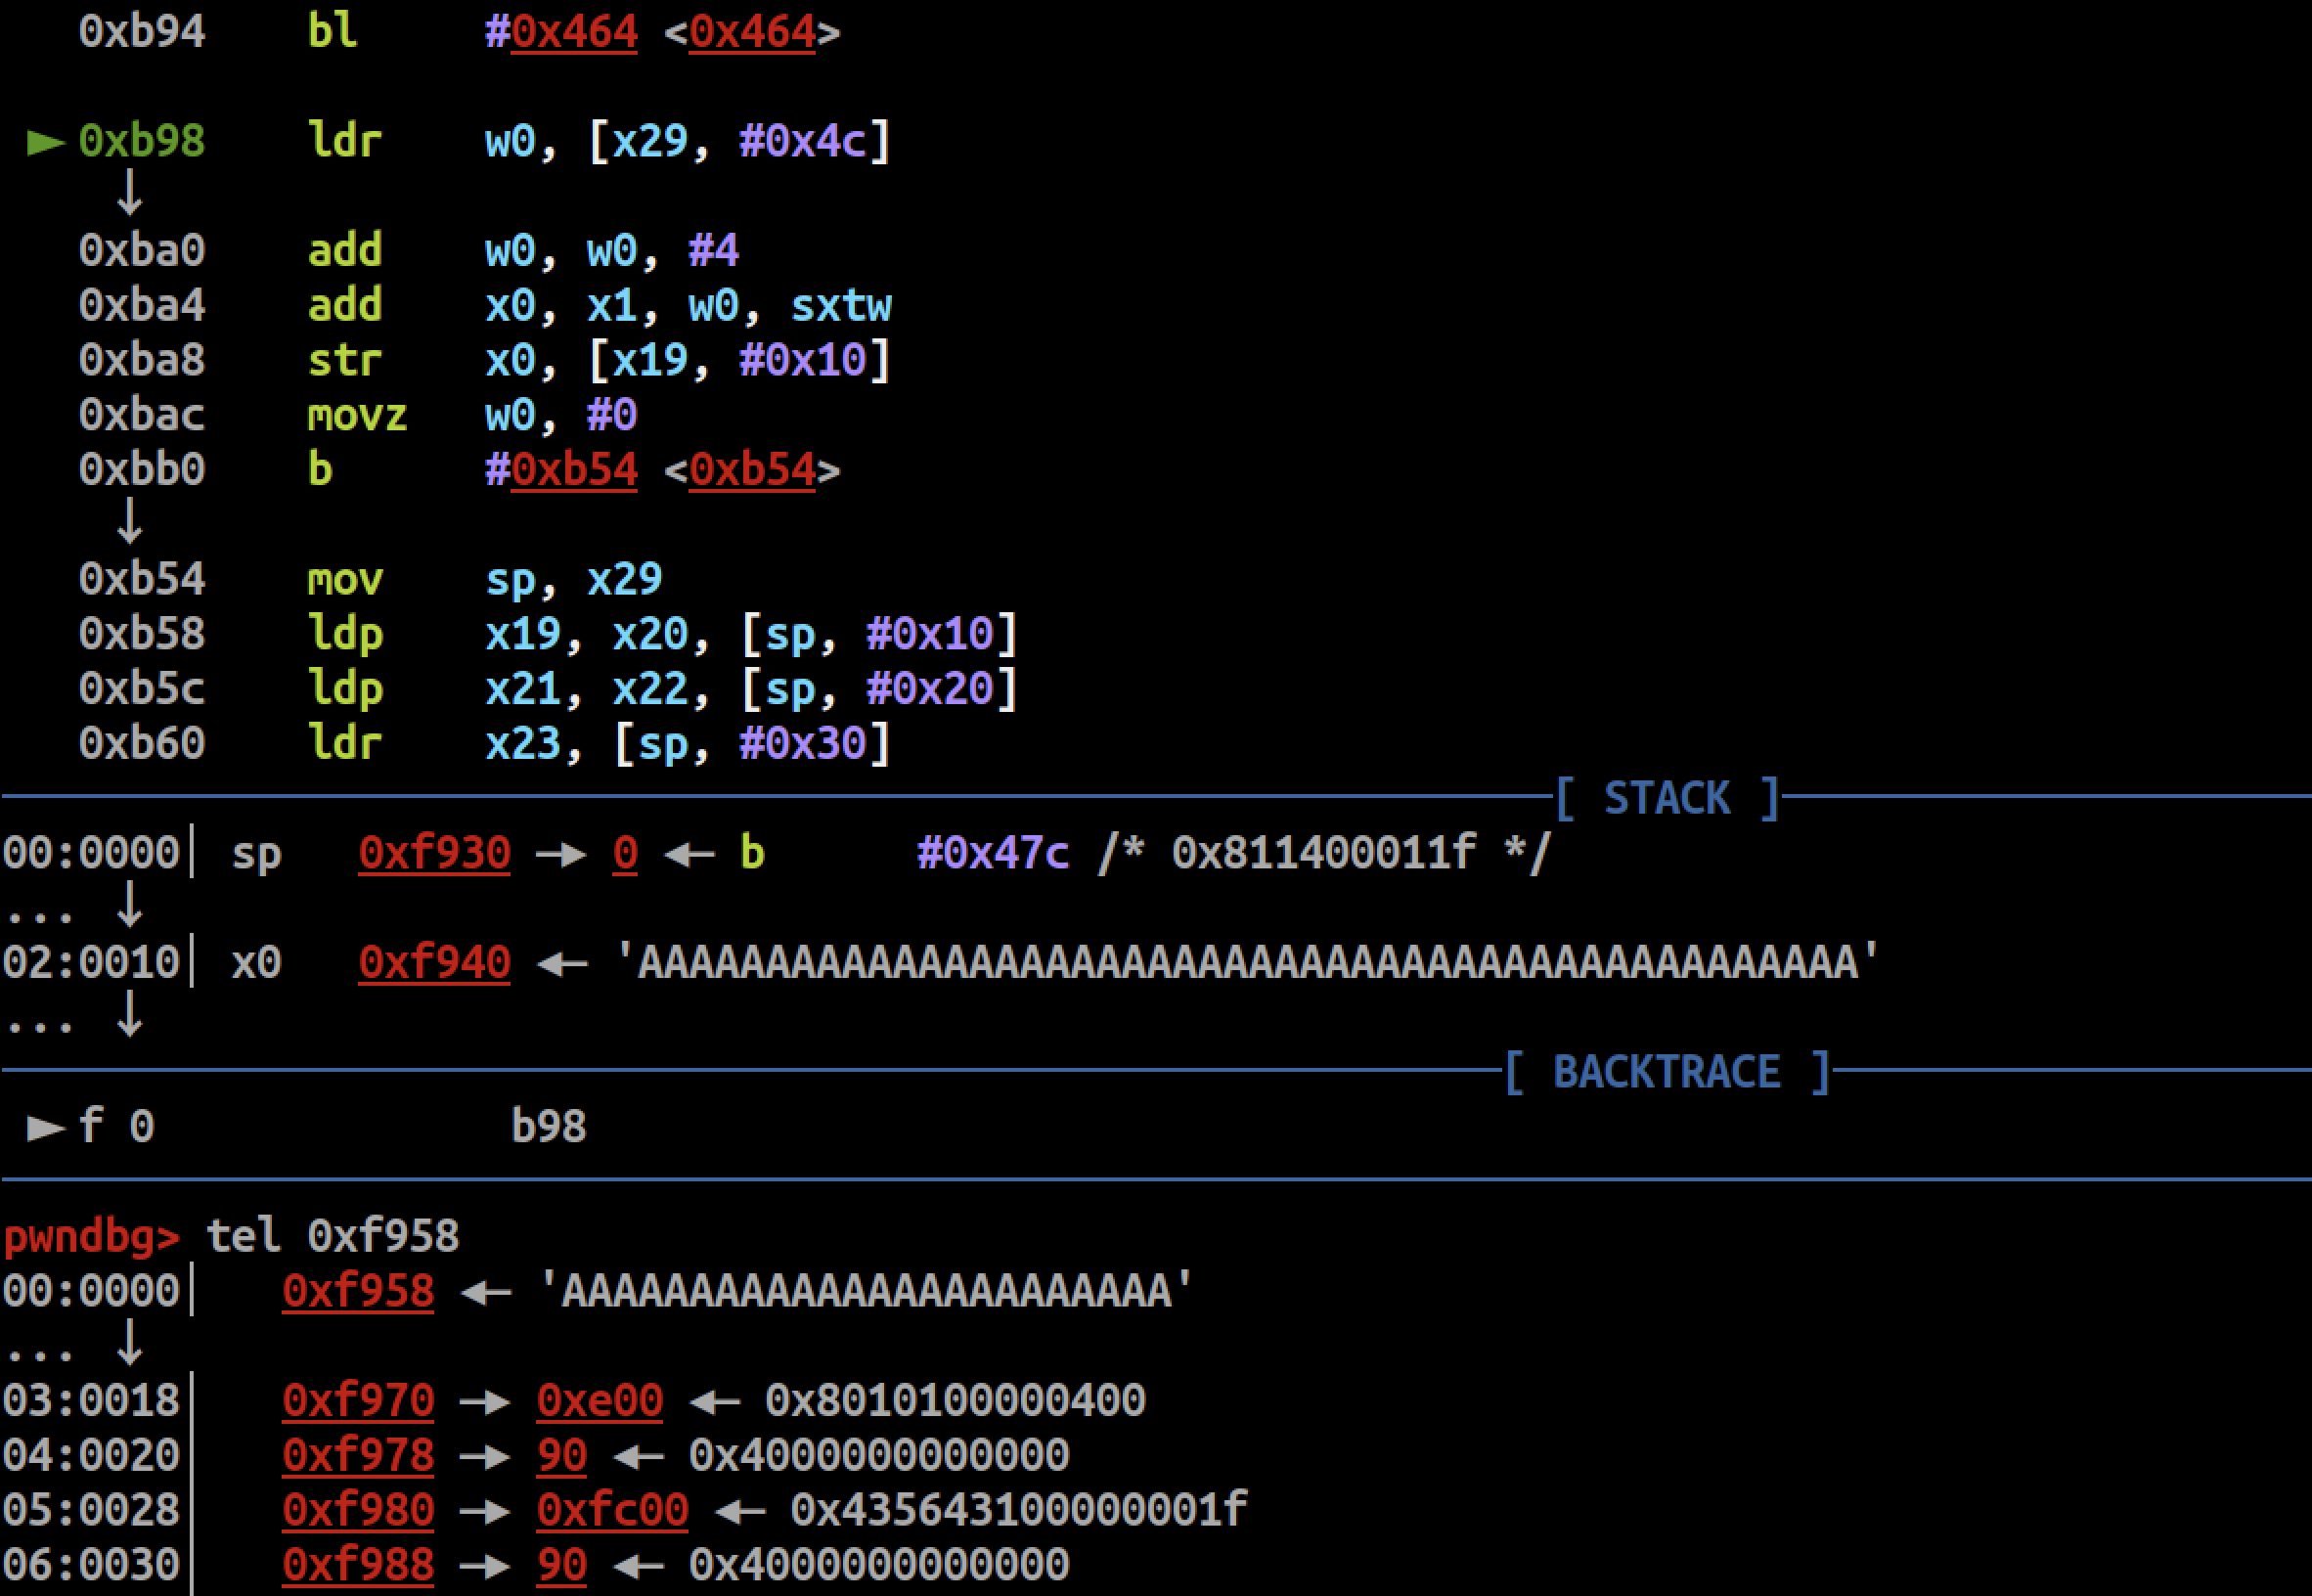 0xb94 bl #0x464 <0x464>
► 0xb98 ldr w0, [x29, #0x4c]
↓
0xba0 add w0, w0, #4
0xba4 add x0, x1, w0, sxtw
0xba8 str x0, [x19, #0x10]
0xbac movz w0, #0
0xbb0 b #0xb54 <0xb54>
↓
0xb54 mov sp, x29
0xb58 ldp x19, x20, [sp, #0x10]
0xb5c ldp x21, x22, [sp, #0x20]
0xb60 ldr x23, [sp, #0x30]
[ STACK ]
00:0000│ sp 0xf930 —► 0 ◄— b #0x47c /* 0x811400011f */
... ↓
02:0010│ x0 0xf940 ◄— 'AAAAAAAAAAAAAAAAAAAAAAAAAAAAAAAAAAAAAAAAAAAAAAAA'
... ↓
[ BACKTRACE ]
► f 0 b98
pwndbg> tel 0xf958
00:0000│ 0xf958 ◄— 'AAAAAAAAAAAAAAAAAAAAAAAA'
... ↓
03:0018│ 0xf970 —► 0xe00 ◄— 0x8010100000400
04:0020│ 0xf978 —► 90 ◄— 0x4000000000000
05:0028│ 0xf980 —► 0xfc00 ◄— 0x435643100000001f
06:0030│ 0xf988 —► 90 ◄— 0x4000000000000